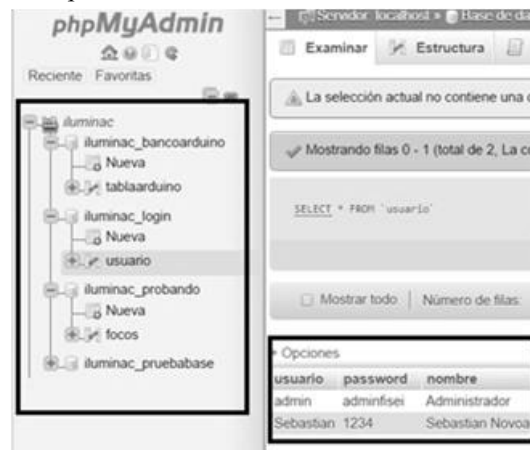 phpMyAdmin
Reciente Favoritas
iluminac
iluminac_bancoarduino
Nueva
tablaarduino
iluminac_login
Nueva
usuario
iluminac_probando
Nueva
focos
iluminac_pruebabase
Servidor: localhost » Base de da
Examinar Estructura
La selección actual no contiene una
Mostrando filas 0 - 1 (total de 2, La co
SELECT * FROM `usuario`
Mostrar todo | Número de filas:
+ Opciones
usuario password nombre
admin adminfisei Administrador
Sebastian 1234 Sebastian Novoa